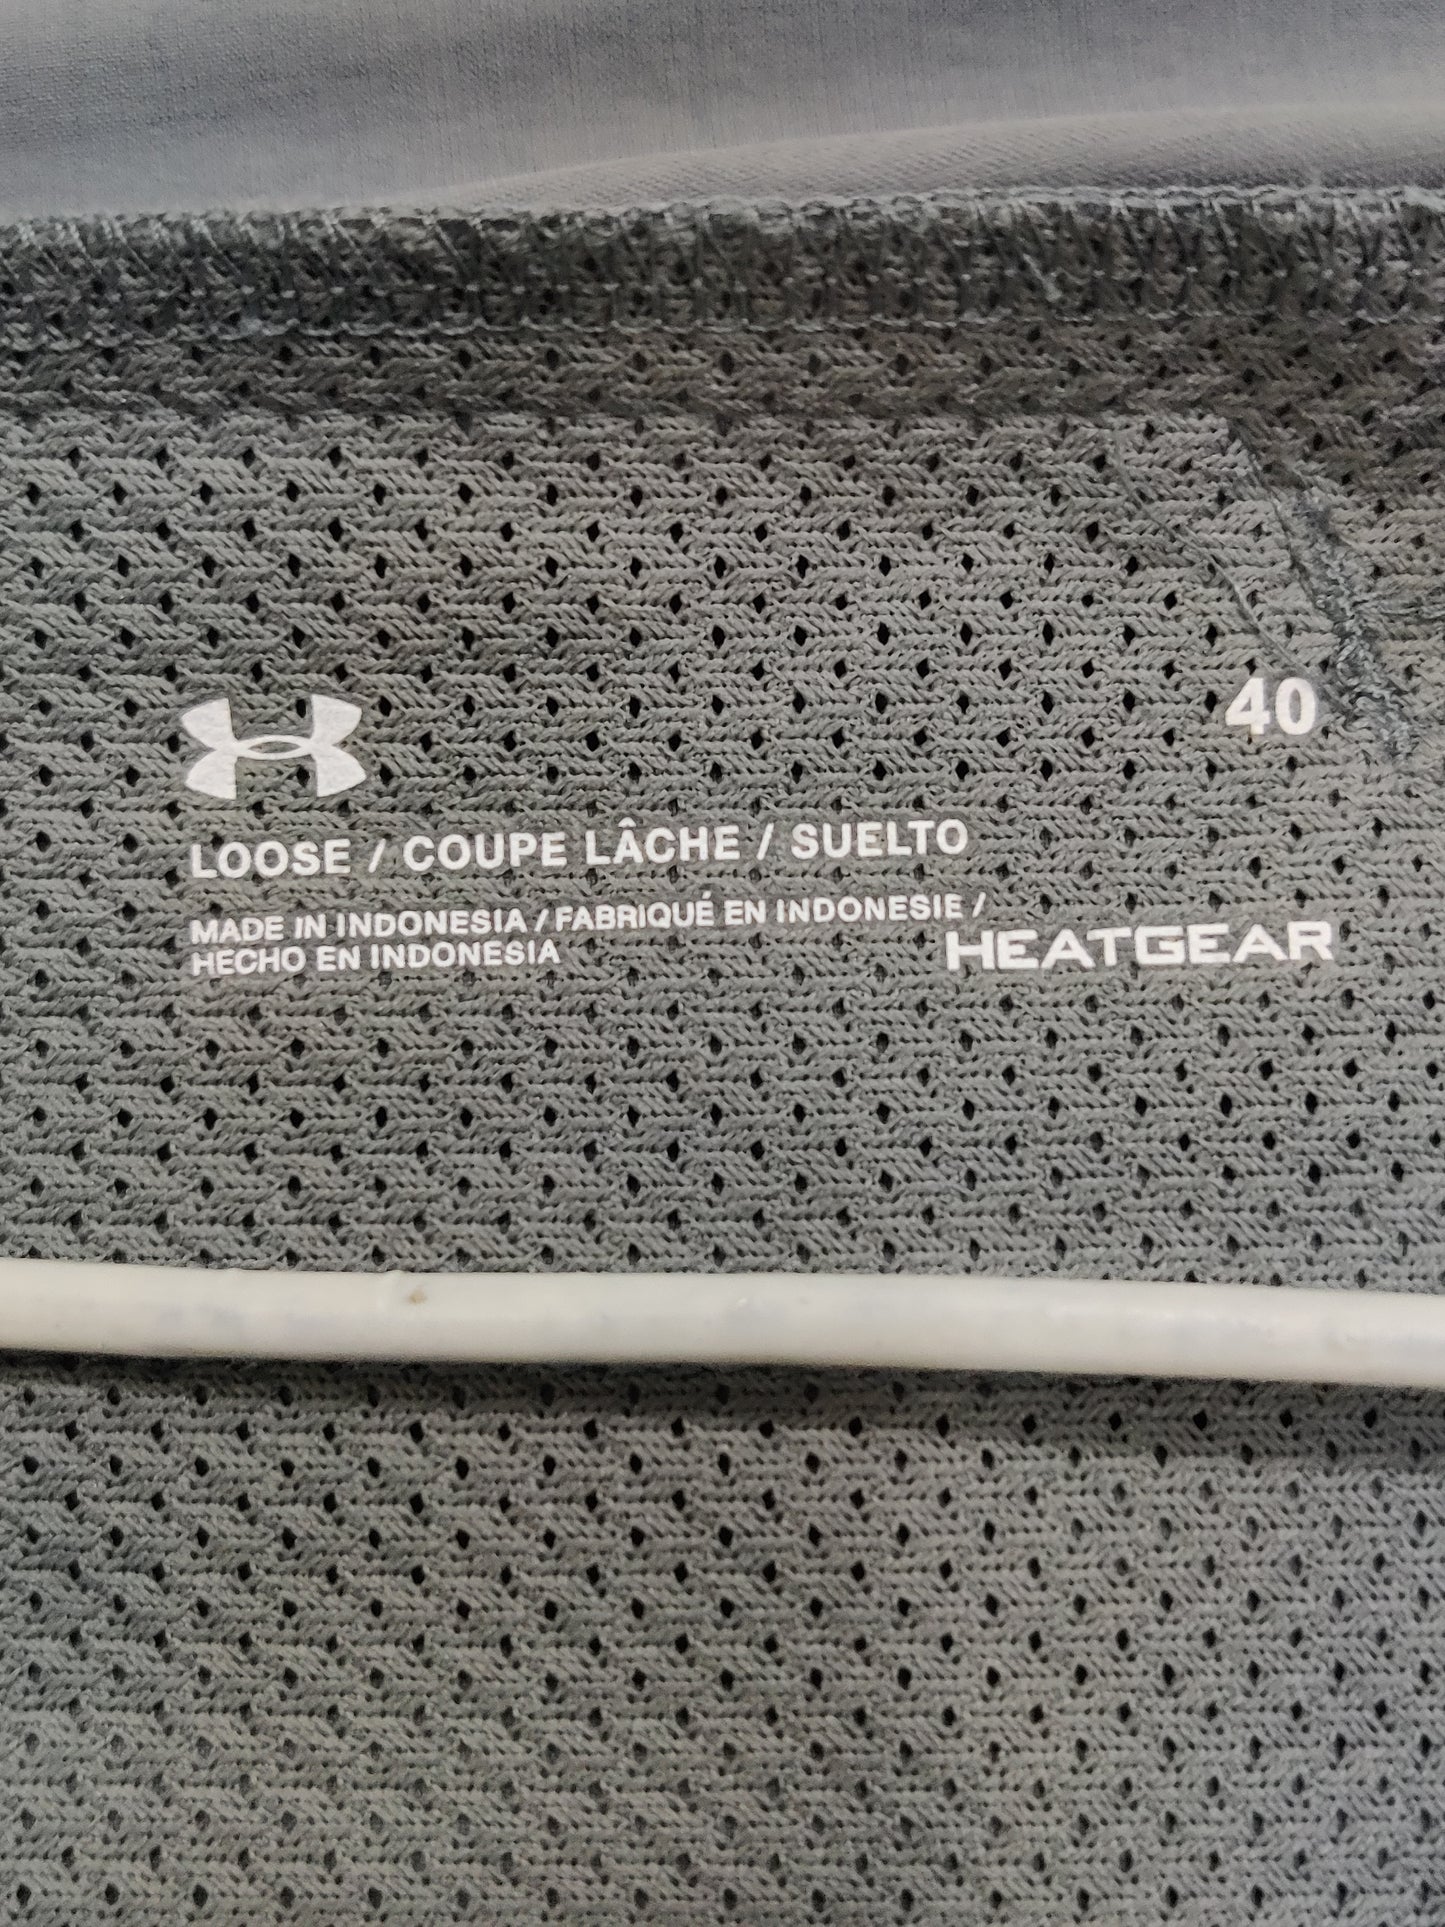 40
LOOSE / COUPE LÂCHE / SUELTO
MADE IN INDONESIA / FABRIQUÉ EN INDONESIE /
HECHO EN INDONESIA
HEATGEAR